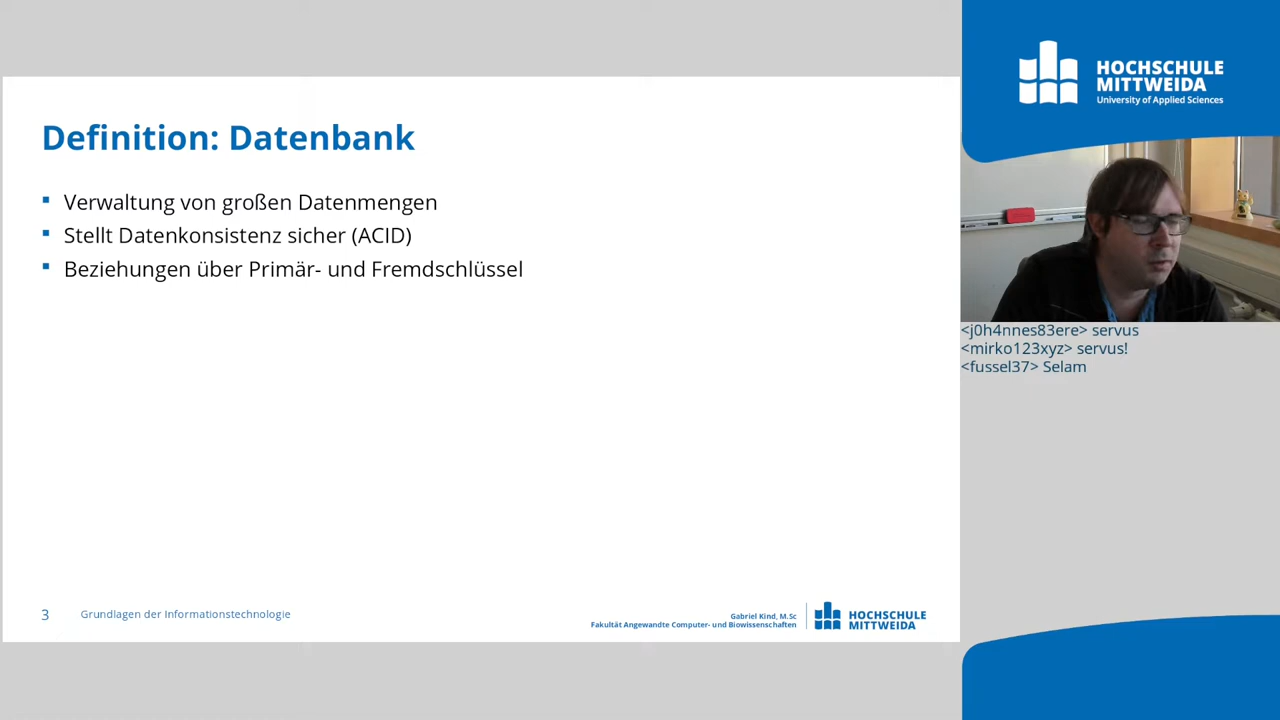 Definition: Datenbank
▪ Verwaltung von großen Datenmengen
▪ Stellt Datenkonsistenz sicher (ACID)
▪ Beziehungen über Primär- und Fremdschlüssel
3 Grundlagen der Informationstechnologie
Gabriel Kind, M.Sc
Fakultät Angewandte Computer- und Biowissenschaften
HOCHSCHULE
MITTWEIDA
HOCHSCHULE
MITTWEIDA
University of Applied Sciences
<j0h4nnes83ere> servus
<mirko123xyz> servus!
<fussel37> Selam